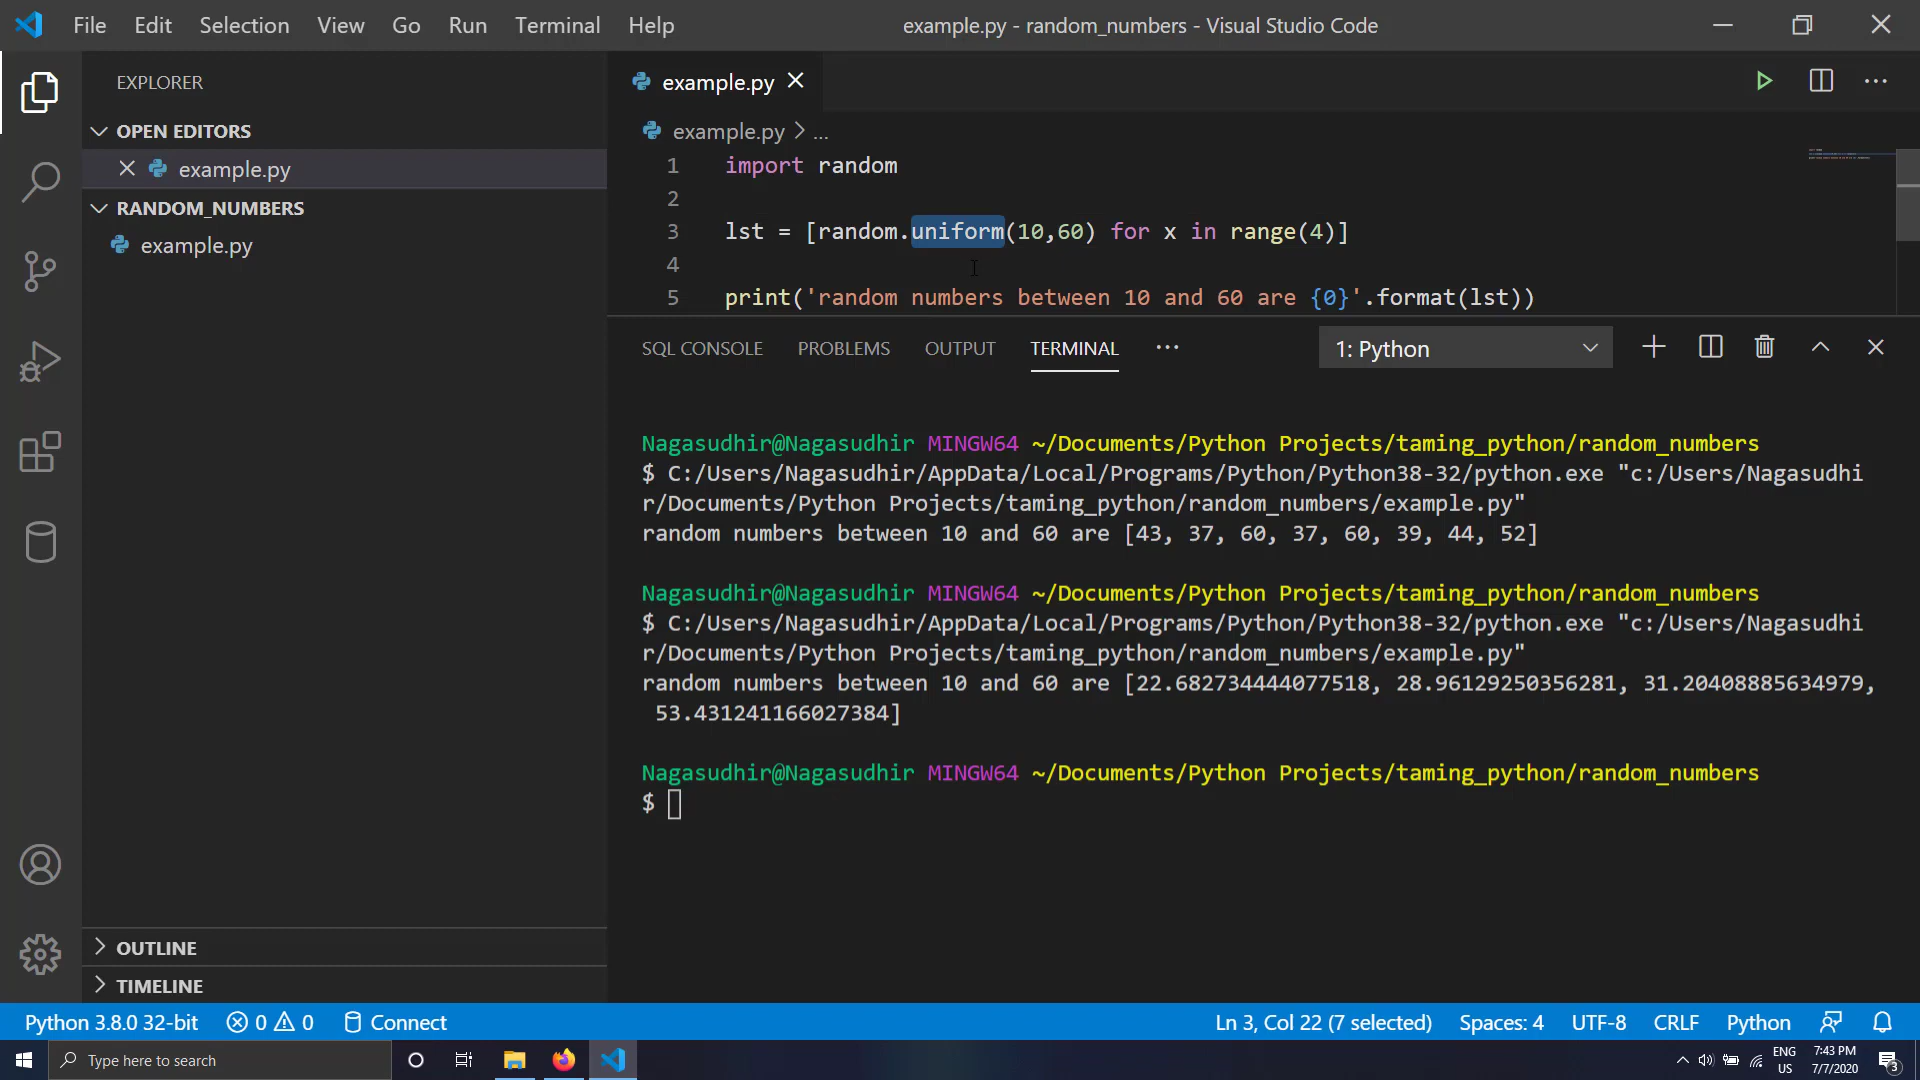 File Edit Selection View Go Run Terminal Help
example.py - random_numbers - Visual Studio Code
EXPLORER
OPEN EDITORS
example.py
RANDOM_NUMBERS
example.py
OUTLINE
TIMELINE
example.py
example.py > ...
1 import random
2
3 lst = [random.uniform(10,60) for x in range(4)]
4
5 print('random numbers between 10 and 60 are {0}'.format(lst))
SQL CONSOLE PROBLEMS OUTPUT TERMINAL ... 1: Python
Nagasudhir@Nagasudhir MINGW64 ~/Documents/Python Projects/taming_python/random_numbers
$ C:/Users/Nagasudhir/AppData/Local/Programs/Python/Python38-32/python.exe "c:/Users/Nagasudhi
r/Documents/Python Projects/taming_python/random_numbers/example.py"
random numbers between 10 and 60 are [43, 37, 60, 37, 60, 39, 44, 52]
Nagasudhir@Nagasudhir MINGW64 ~/Documents/Python Projects/taming_python/random_numbers
$ C:/Users/Nagasudhir/AppData/Local/Programs/Python/Python38-32/python.exe "c:/Users/Nagasudhi
r/Documents/Python Projects/taming_python/random_numbers/example.py"
random numbers between 10 and 60 are [22.682734444077518, 28.96129250356281, 31.20408885634979,
53.431241166027384]
Nagasudhir@Nagasudhir MINGW64 ~/Documents/Python Projects/taming_python/random_numbers
$
Python 3.8.0 32-bit 0 0 Connect Ln 3, Col 22 (7 selected) Spaces: 4 UTF-8 CRLF Python
Type here to search
ENG
US
7:43 PM
7/7/2020
3